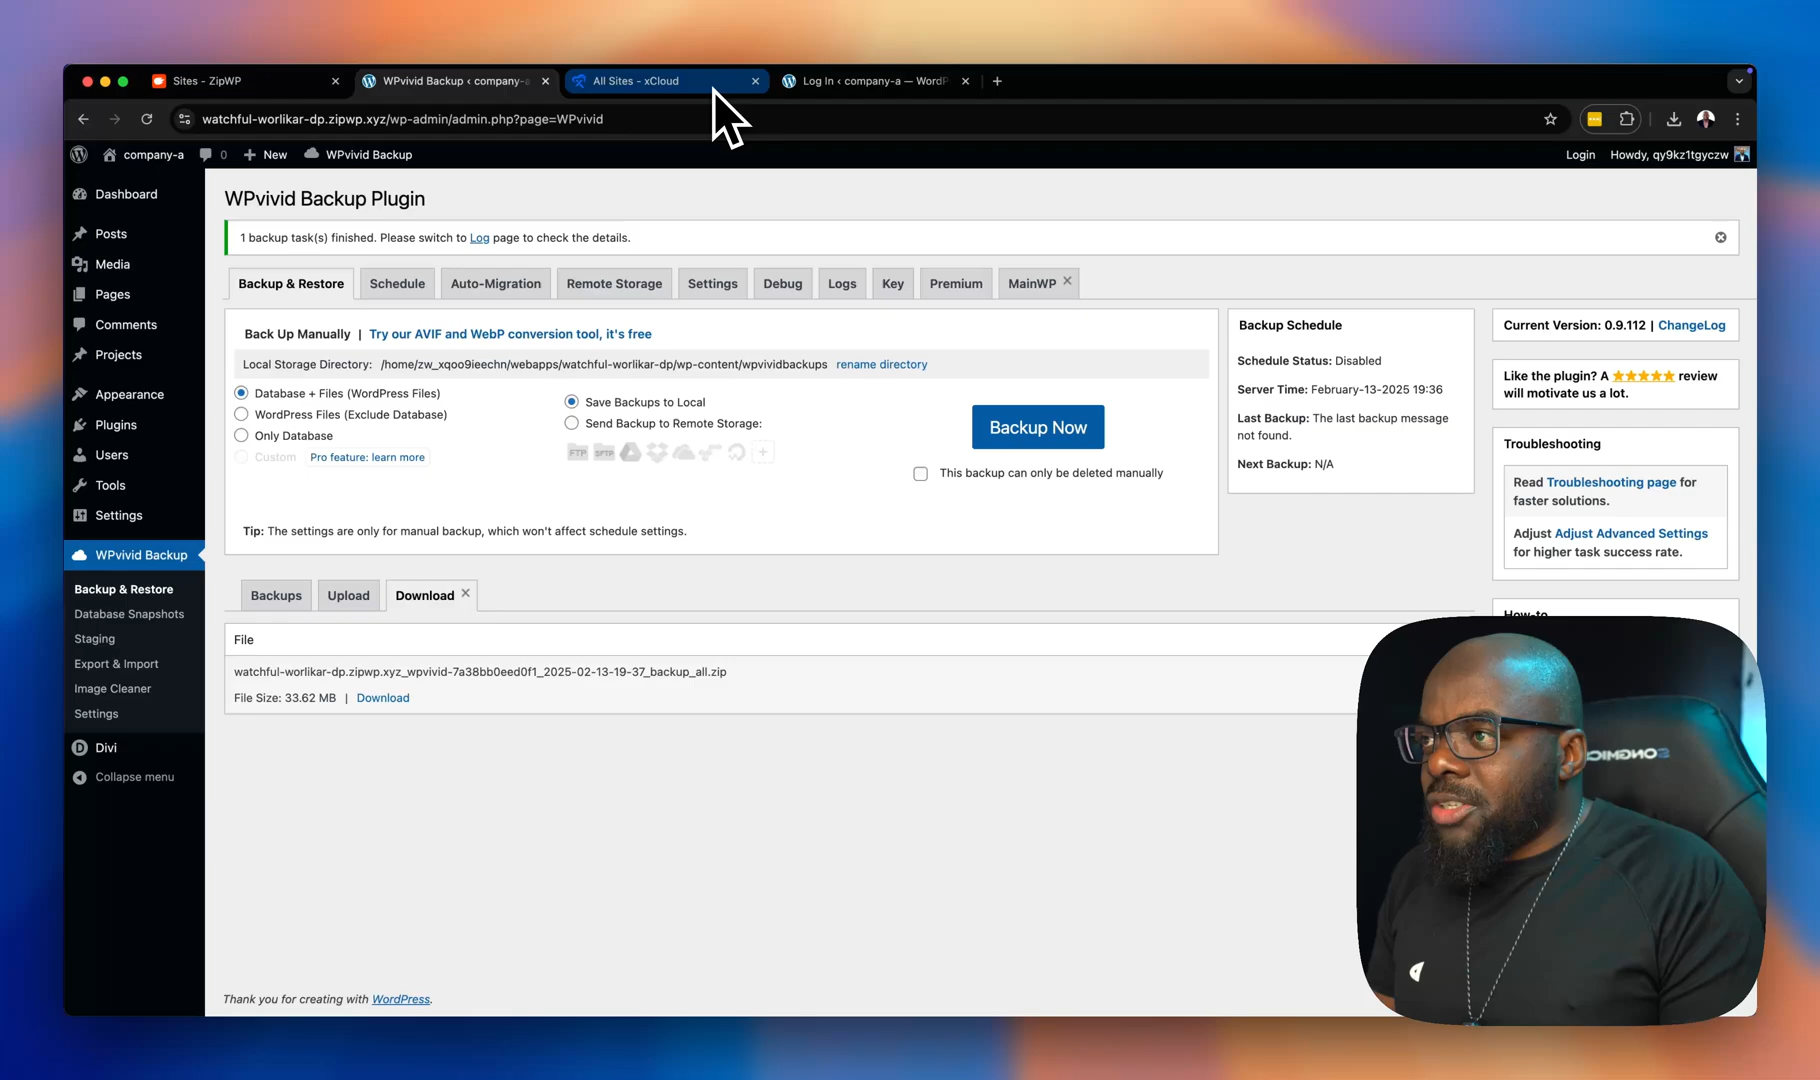 Sites - ZipWP
WPvivid Backup ‹ company-a
All Sites - xCloud
Log In ‹ company-a — WordP
watchful-worlikar-dp.zipwp.xyz/wp-admin/admin.php?page=WPvivid
company-a
0
New
WPvivid Backup
Login
Howdy, qy9kz1tgyczw
Dashboard
Posts
Media
Pages
Comments
Projects
Appearance
Plugins
Users
Tools
Settings
WPvivid Backup
Backup & Restore
Database Snapshots
Staging
Export & Import
Image Cleaner
Settings
Divi
Collapse menu
WPvivid Backup Plugin
1 backup task(s) finished. Please switch to Log page to check the details.
Backup & Restore
Schedule
Auto-Migration
Remote Storage
Settings
Debug
Logs
Key
Premium
MainWP
Back Up Manually | Try our AVIF and WebP conversion tool, it's free
Local Storage Directory: /home/zw_xqoo9ieechn/webapps/watchful-worlikar-dp/wp-content/wpvividbackups rename directory
Database + Files (WordPress Files)
WordPress Files (Exclude Database)
Only Database
Custom Pro feature: learn more
Save Backups to Local
Send Backup to Remote Storage:
FTP
SFTP
Backup Now
This backup can only be deleted manually
Tip: The settings are only for manual backup, which won't affect schedule settings.
Backup Schedule
Schedule Status: Disabled
Server Time: February-13-2025 19:36
Last Backup: The last backup message
not found.
Next Backup: N/A
Current Version: 0.9.112 | ChangeLog
Like the plugin? A ★★★★★ review
will motivate us a lot.
Troubleshooting
Read Troubleshooting page for
faster solutions.
Adjust Adjust Advanced Settings
for higher task success rate.
How-to
Backups
Upload
Download
File
watchful-worlikar-dp.zipwp.xyz_wpvivid-7a38bb0eed0f1_2025-02-13-19-37_backup_all.zip
File Size: 33.62 MB | Download
Thank you for creating with WordPress.